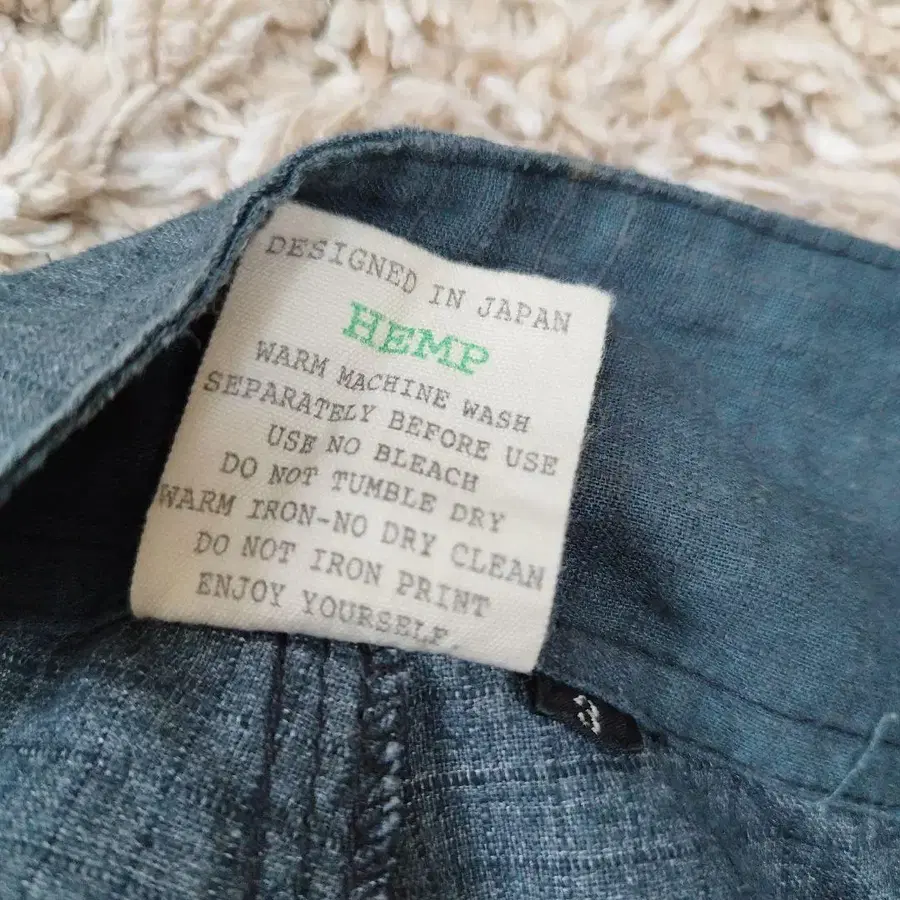 DESIGNED IN JAPAN
HEMP
WARM MACHINE WASH
SEPARATELY BEFORE USE
USE NO BLEACH
DO NOT TUMBLE DRY
WARM IRON-NO DRY CLEAN
DO NOT IRON PRINT
ENJOY YOURSELF.
3